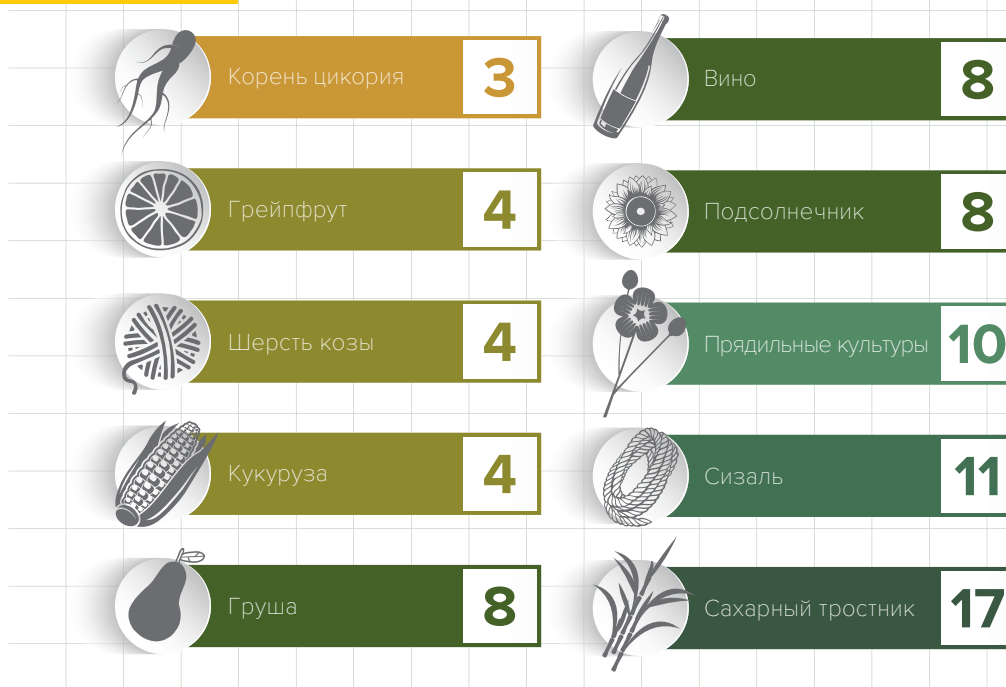 Корень цикория
3
Грейпфрут
4
Шерсть козы
4
Кукуруза
4
Груша
8
Вино
8
Подсолнечник
8
Прядильные культуры
10
Сизаль
11
Сахарный тростник
17